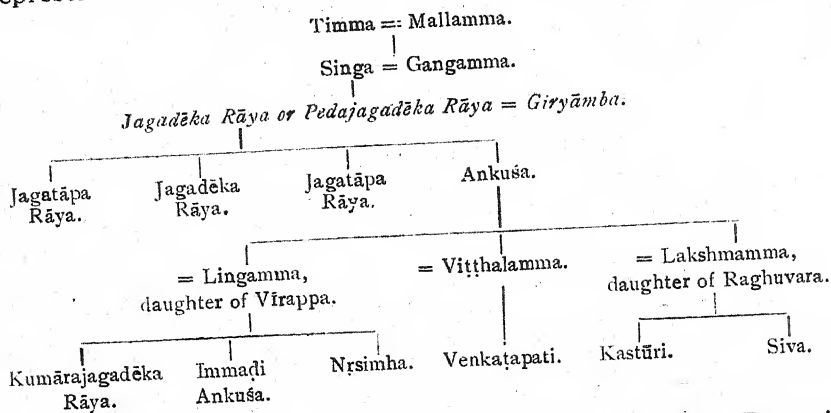 Timma = Mallamma.
Singa = Gangamma.
Jagadēka Rāya or Pedajagadēka Rāya = Giryāmba.
Jagatāpa Rāya.
Jagadēka Rāya.
Jagatāpa Rāya.
Ankuśa.
= Lingamma,
daughter of Vīrappa.
= Viṭṭhalamma.
= Lakshmamma,
daughter of Raghuvara.
Kumārajagadēka Rāya.
Immaḍi Ankuśa.
Nṛsimha.
Venkaṭapati.
Kastūri.
Siva.